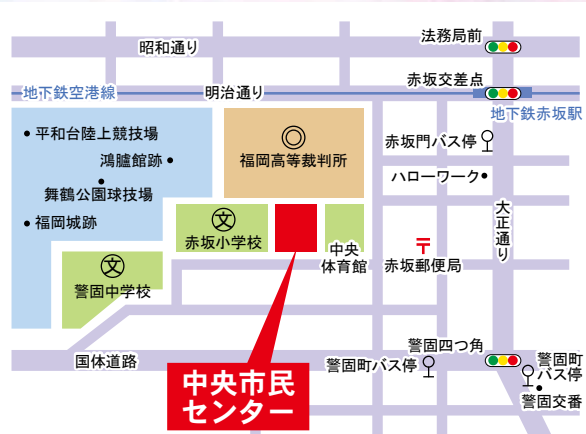 法務局前
昭和通り
赤坂交差点
地下鉄空港線
明治通り
地下鉄赤坂駅
平和台陸上競技場
赤坂門バス停
鴻臚館跡
福岡高等裁判所
ハローワーク
舞鶴公園球技場
大正通り
福岡城跡
文
赤坂小学校
中央
体育館
赤坂郵便局
文
警固中学校
国体道路
警固四つ角
警固町バス停
警固町
バス停
警固交番
中央市民
センター